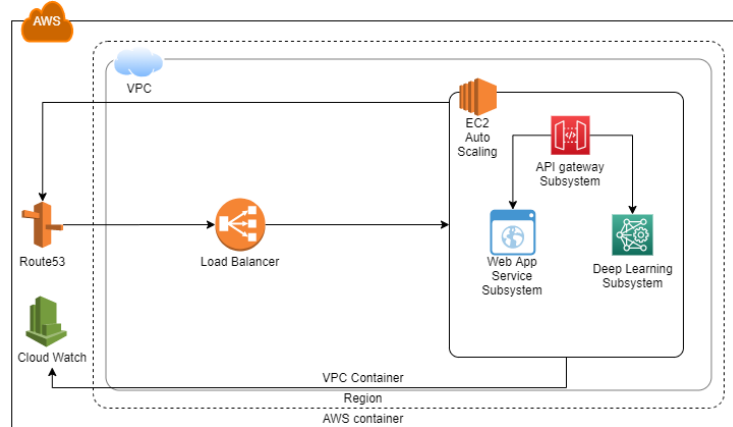 AWS
VPC
EC2
Auto
Scaling
API gateway
Subsystem
Route53
Load Balancer
Web App
Service
Subsystem
Deep Learning
Subsystem
Cloud Watch
VPC Container
Region
AWS container